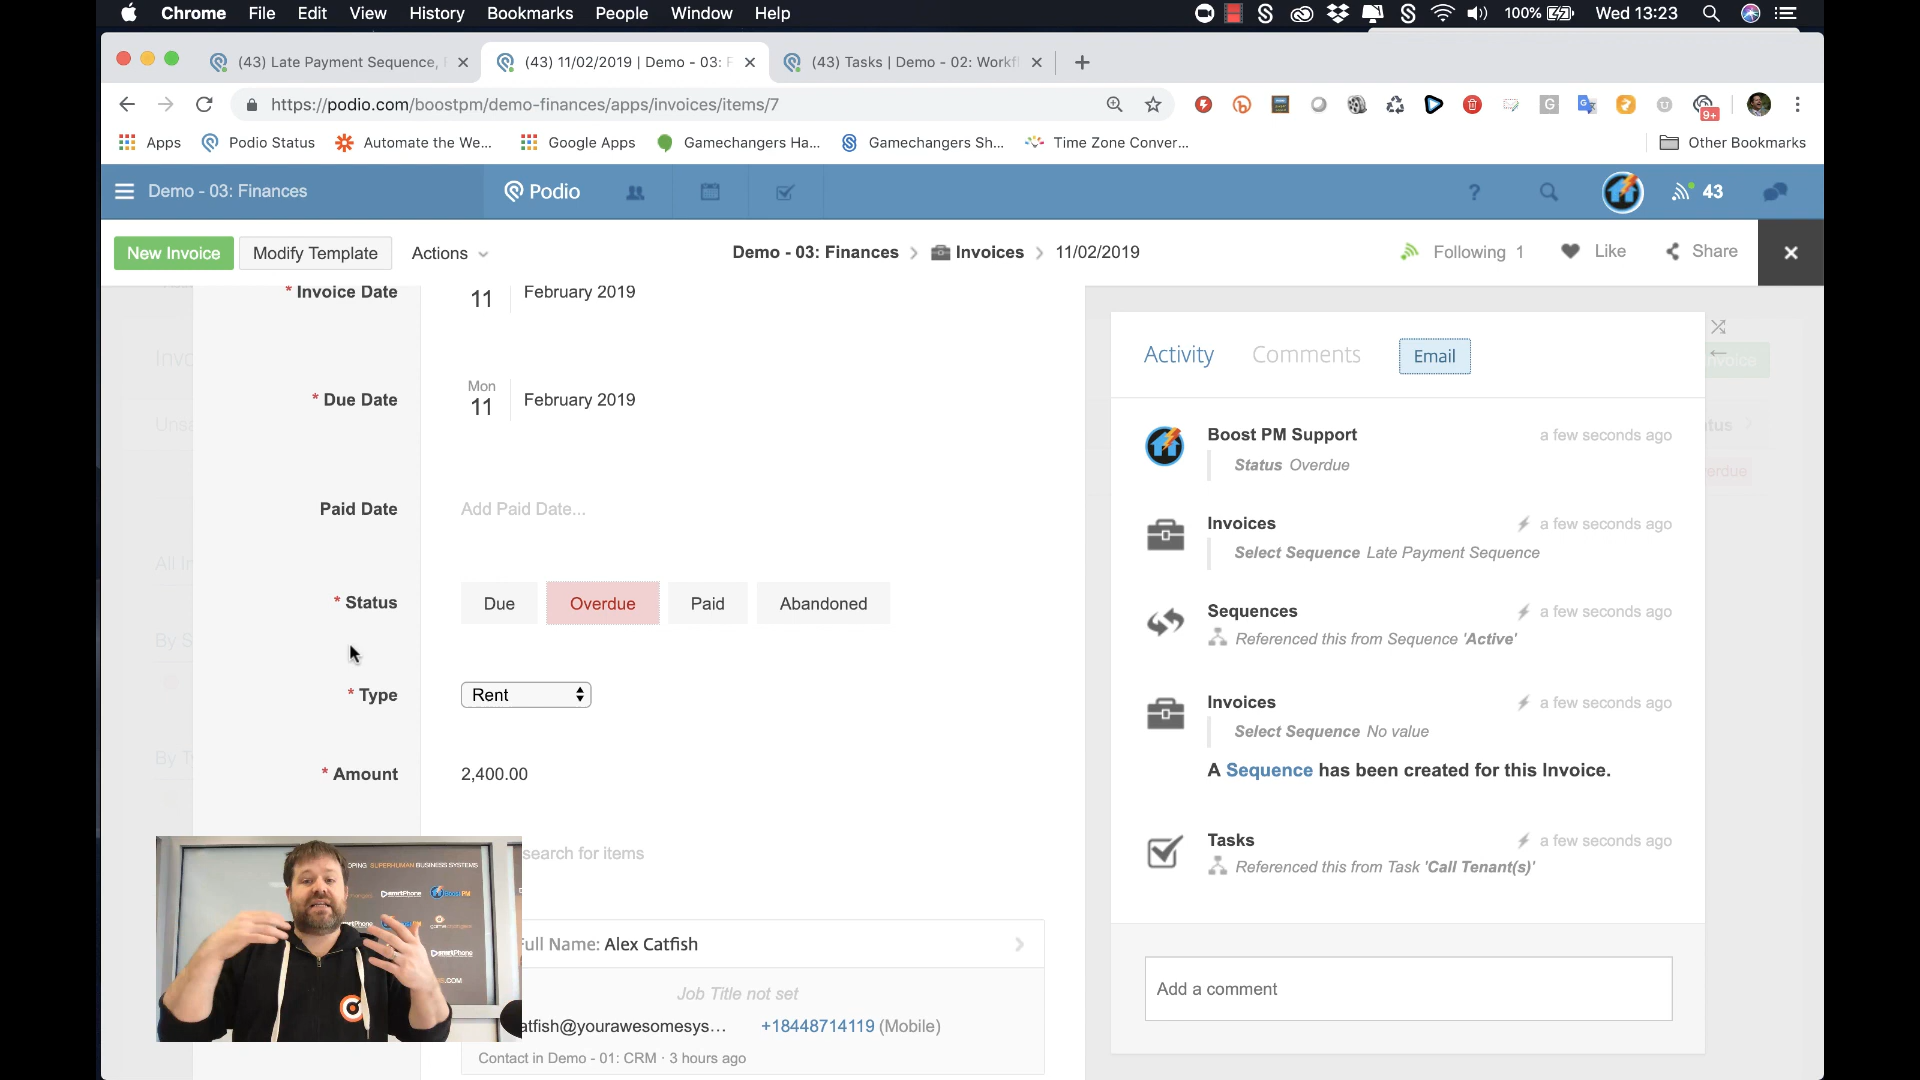 Chrome File Edit View History Bookmarks People Window Help 100% Wed 13:23
(43) Late Payment Sequence, (43) 11/02/2019 | Demo - 03: F (43) Tasks | Demo - 02: Workfl
https://podio.com/boostpm/demo-finances/apps/invoices/items/7 9+
Apps Podio Status Automate the We... Google Apps Gamechangers Ha... Gamechangers Sh... Time Zone Conver... Other Bookmarks
Demo - 03: Finances Podio ? 43
New Invoice Modify Template Actions Demo - 03: Finances Invoices 11/02/2019 Following 1 Like Share
* Invoice Date 11 February 2019
* Due Date Mon 11 February 2019
Paid Date Add Paid Date...
* Status Due Overdue Paid Abandoned
* Type Rent
* Amount 2,400.00
search for items
Full Name: Alex Catfish
Job Title not set
atfish@yourawesomesys... +18448714119 (Mobile)
Contact in Demo - 01: CRM · 3 hours ago
Activity Comments Email
Boost PM Support a few seconds ago
Status Overdue
Invoices a few seconds ago
Select Sequence Late Payment Sequence
Sequences a few seconds ago
Referenced this from Sequence 'Active'
Invoices a few seconds ago
Select Sequence No value
A Sequence has been created for this Invoice.
Tasks a few seconds ago
Referenced this from Task 'Call Tenant(s)'
Add a comment
OPING SUPERHUMAN BUSINESS SYSTEMS